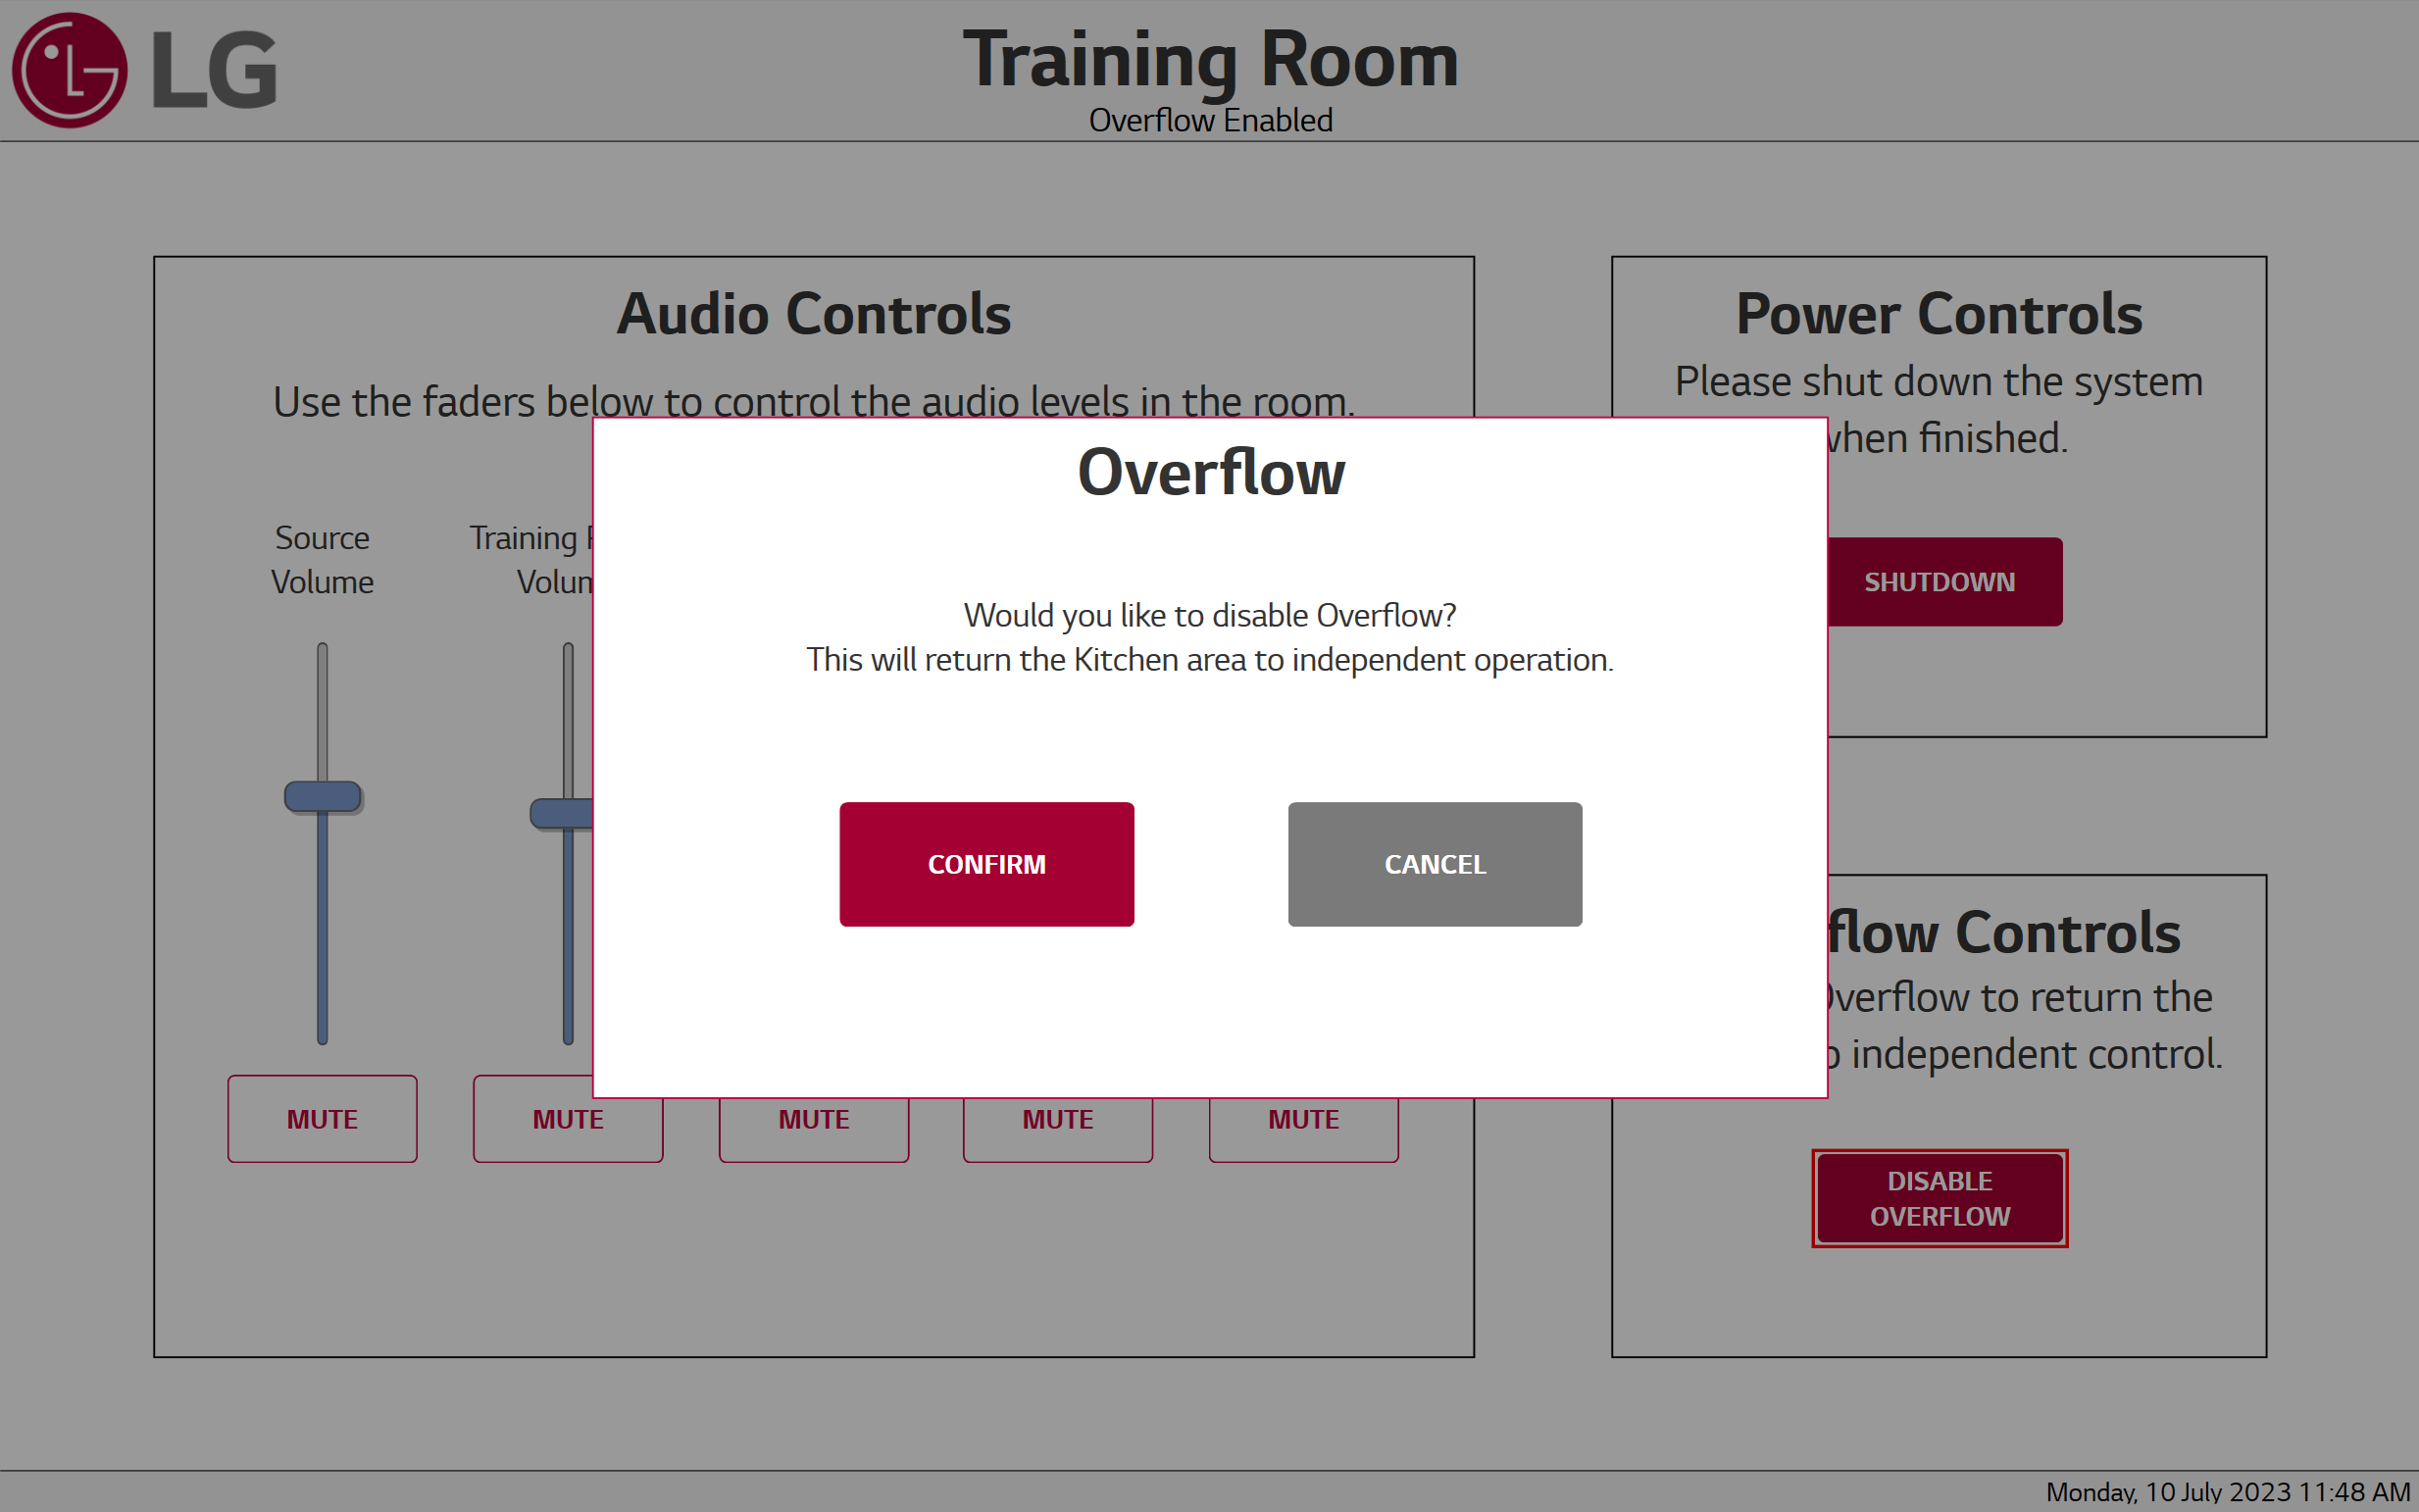 LG
Training Room
Overflow Enabled
Audio Controls
Use the faders below to control the audio levels in the room.
Source
Volume
Training
Power Controls
Please shut down the system
finished.
SHUTDOWN
Overflow
Would you like to disable Overflow?
This will return the Kitchen area to independent operation.
CONFIRM
CANCEL
MUTE
MUTE
MUTE
MUTE
MUTE
Controls
to return the
independent control.
DISABLE
OVERFLOW
Monday, 10 July 2023 11:48 AM